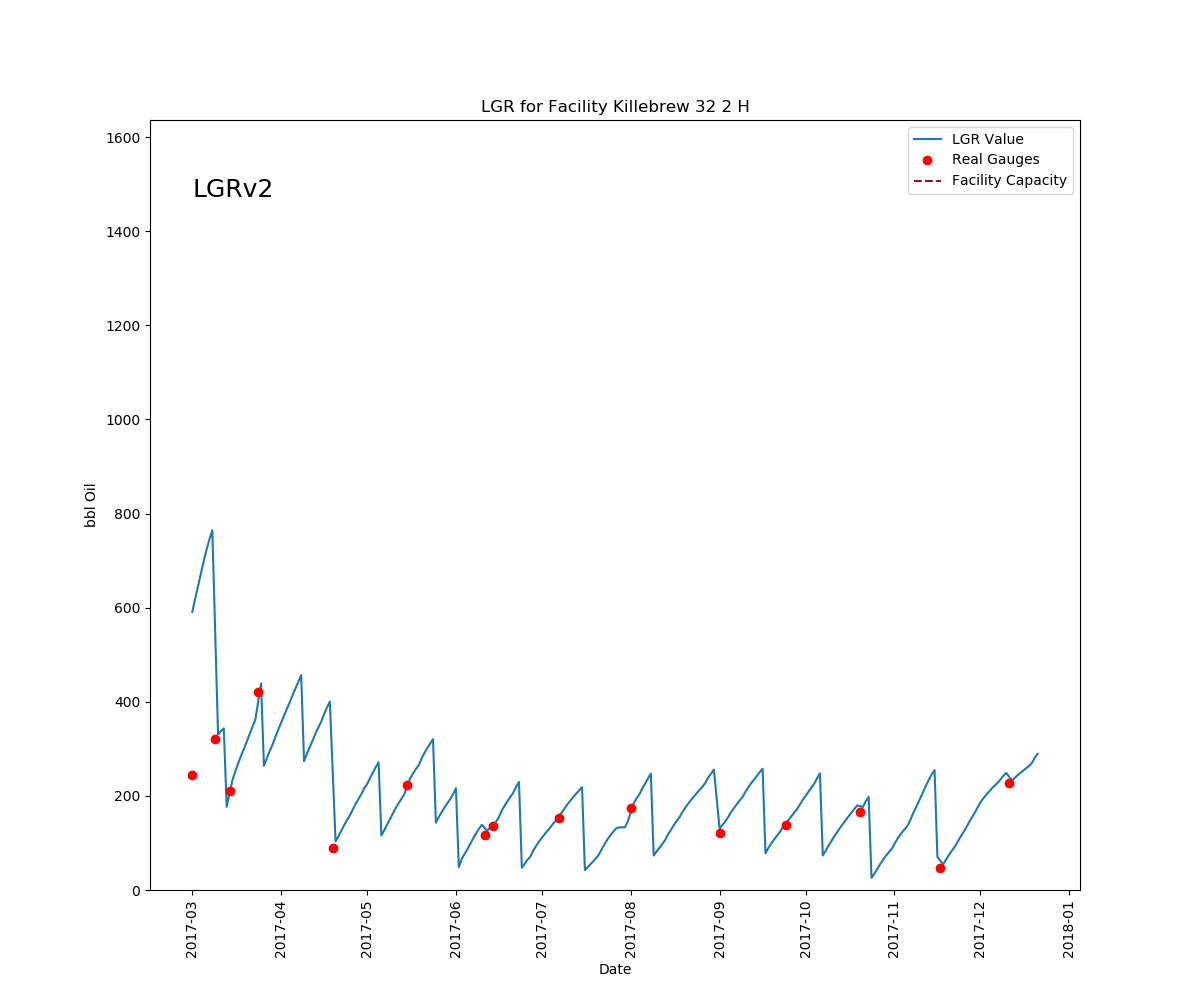 LGR for Facility Killebrew 32 2 H
LGRv2
LGR Value
Real Gauges
Facility Capacity
bbl Oil
1600
1400
1200
1000
800
600
400
200
0
2017-03
2017-04
2017-05
2017-06
2017-07
2017-08
2017-09
2017-10
2017-11
2017-12
2018-01
Date